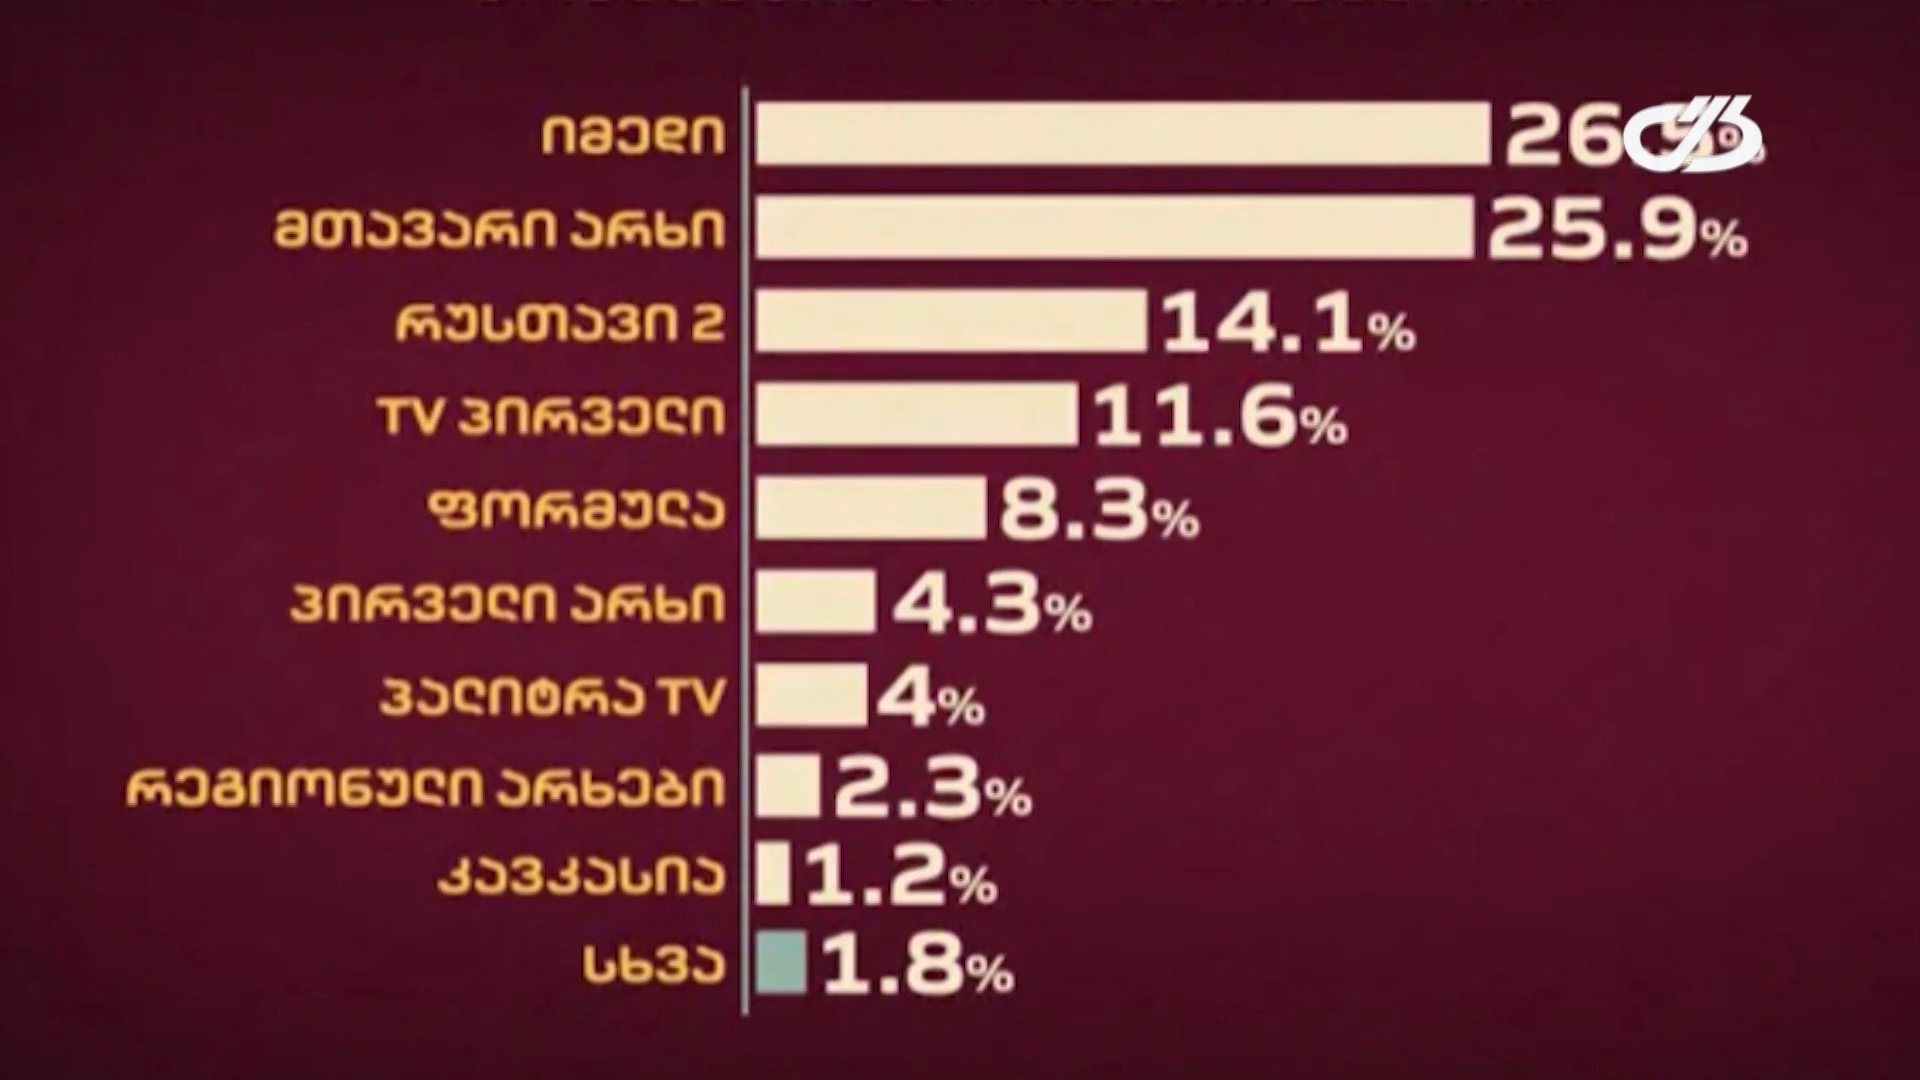 იმედი 26.5%
მთავარი არხი 25.9%
რუსთავი 2 14.1%
TV პირველი 11.6%
ფორმულა 8.3%
პირველი არხი 4.3%
პალიტრა TV 4%
რეგიონული არხები 2.3%
კავკასია 1.2%
სხვა 1.8%